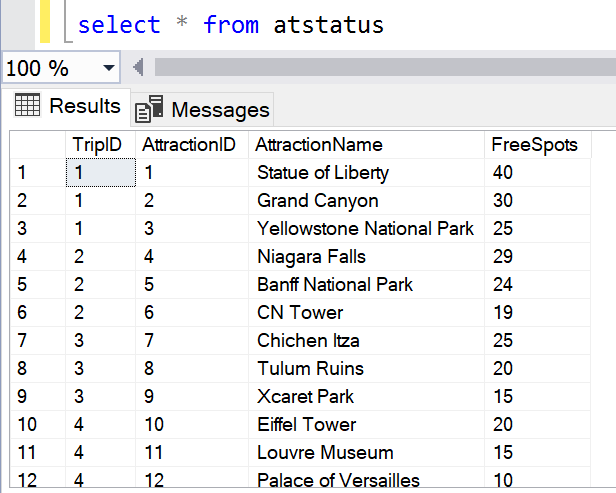 select * from atstatus
100 %
Results Messages
TripID AttractionID AttractionName FreeSpots
1 1 1 Statue of Liberty 40
2 1 2 Grand Canyon 30
3 1 3 Yellowstone National Park 25
4 2 4 Niagara Falls 29
5 2 5 Banff National Park 24
6 2 6 CN Tower 19
7 3 7 Chichen Itza 25
8 3 8 Tulum Ruins 20
9 3 9 Xcaret Park 15
10 4 10 Eiffel Tower 20
11 4 11 Louvre Museum 15
12 4 12 Palace of Versailles 10